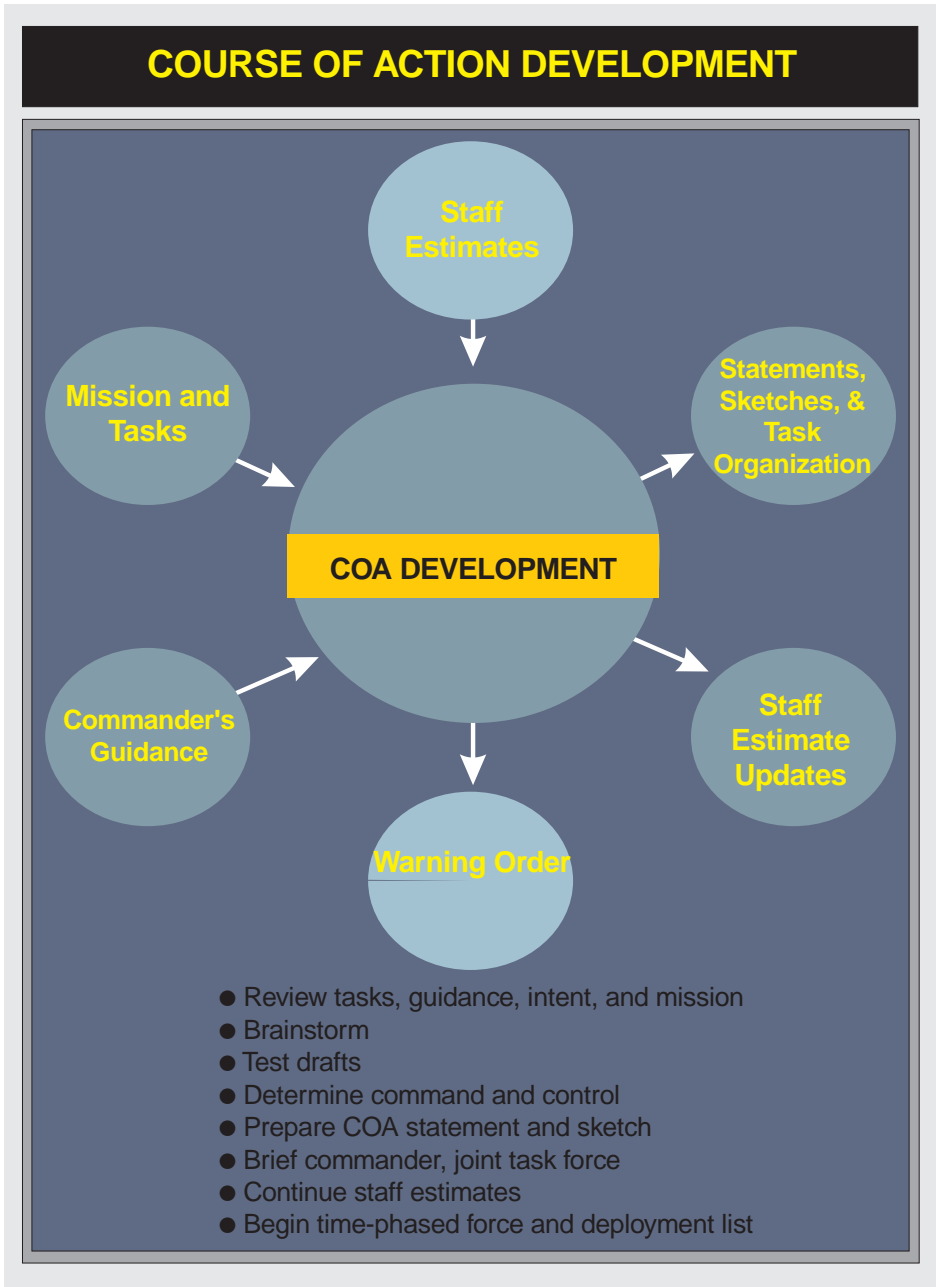 COURSE OF ACTION DEVELOPMENT
Staff
Estimates
Mission and
Tasks
Statements,
Sketches, &
Task
Organization
COA DEVELOPMENT
Commander's
Guidance
Staff
Estimate
Updates
Warning Order
● Review tasks, guidance, intent, and mission
● Brainstorm
● Test drafts
● Determine command and control
● Prepare COA statement and sketch
● Brief commander, joint task force
● Continue staff estimates
● Begin time-phased force and deployment list